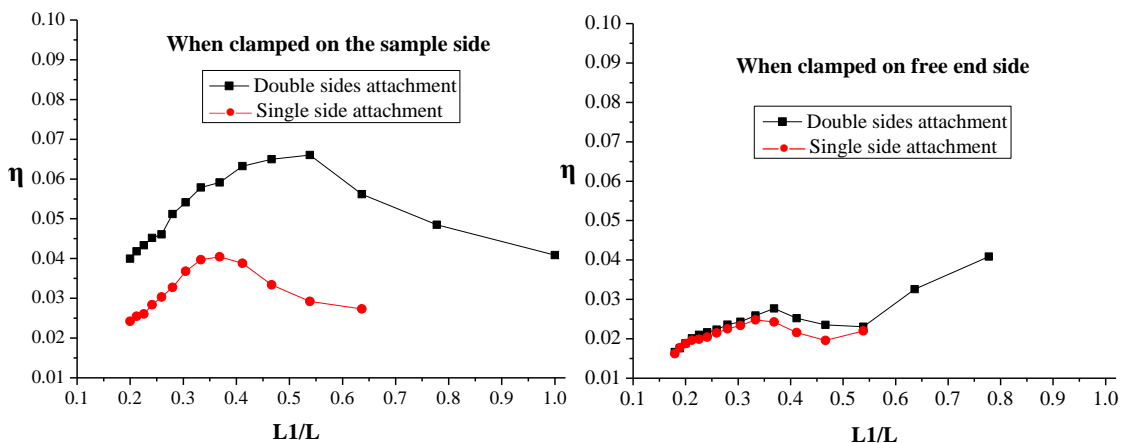 When clamped on the sample side
Double sides attachment
Single side attachment
η
0.10
0.09
0.08
0.07
0.06
0.05
0.04
0.03
0.02
0.01
0.1 0.2 0.3 0.4 0.5 0.6 0.7 0.8 0.9 1.0
L1/L
When clamped on free end side
Double sides attachment
Single side attachment
η
0.10
0.09
0.08
0.07
0.06
0.05
0.04
0.03
0.02
0.01
0.1 0.2 0.3 0.4 0.5 0.6 0.7 0.8 0.9 1.0
L1/L